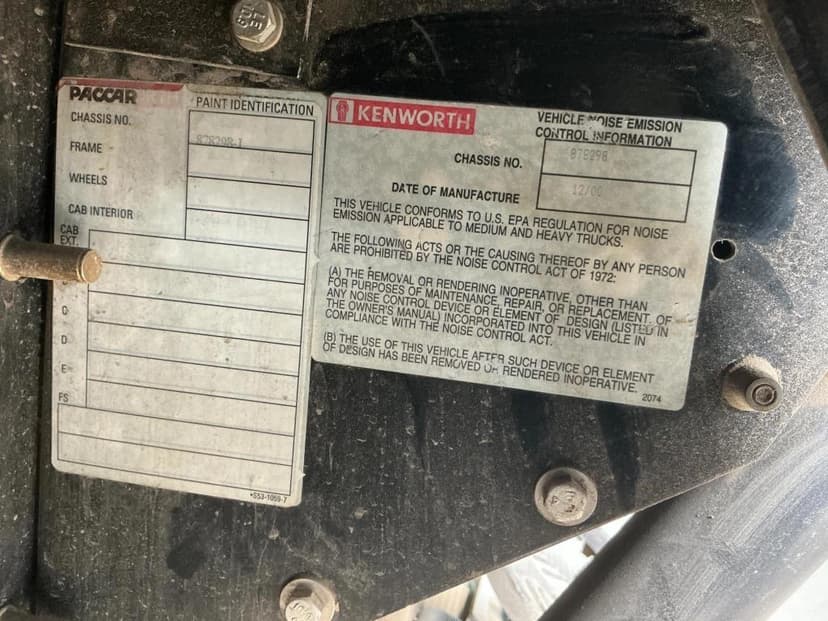 PACCAR
PAINT IDENTIFICATION
CHASSIS NO.
FRAME
WHEELS
CAB INTERIOR
CAB
EXT.
O
D
E
FS
*S53-1059-7
KENWORTH
VEHICLE NOISE EMISSION
CONTROL INFORMATION
CHASSIS NO. 878298
DATE OF MANUFACTURE
THIS VEHICLE CONFORMS TO U.S. EPA REGULATION FOR NOISE
EMISSION APPLICABLE TO MEDIUM AND HEAVY TRUCKS.
THE FOLLOWING ACTS OR THE CAUSING THEREOF BY ANY PERSON
ARE PROHIBITED BY THE NOISE CONTROL ACT OF 1972:
(A) THE REMOVAL OR RENDERING INOPERATIVE, OTHER THAN
FOR PURPOSES OF MAINTENANCE, REPAIR, OR REPLACEMENT, OF
ANY NOISE CONTROL DEVICE OR ELEMENT OF DESIGN (LISTED IN
THE OWNER'S MANUAL) INCORPORATED INTO THIS VEHICLE IN
COMPLIANCE WITH THE NOISE CONTROL ACT.
(B) THE USE OF THIS VEHICLE AFTER SUCH DEVICE OR ELEMENT
OF DESIGN HAS BEEN REMOVED OR RENDERED INOPERATIVE.
2074